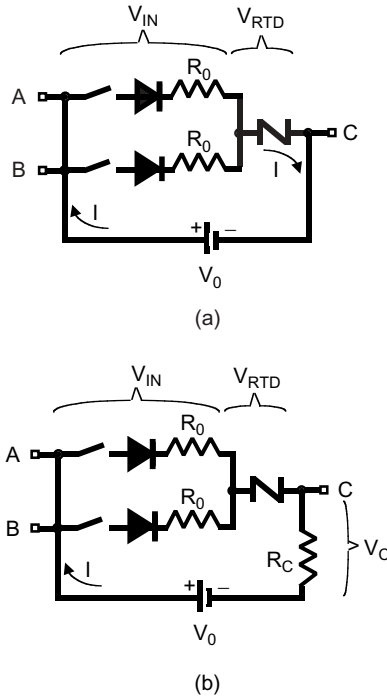 V_IN V_RTD
A R_0
R_0 C
B
I I
+ –
V_0
(a)
V_IN V_RTD
A R_0
R_0 C
B
R_C V_C
I
+ –
V_0
(b)